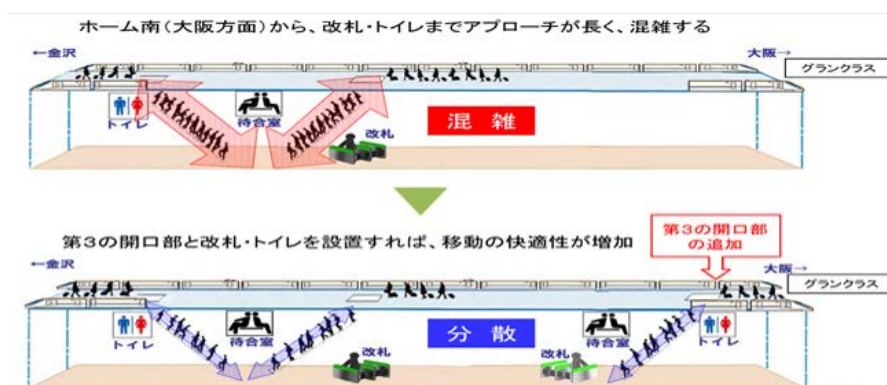 ホーム南(大阪方面)から、改札・トイレまでアプローチが長く、混雑する
←金沢
大阪→
グランクラス
トイレ
待合室
改札
混 雑
第3の開口部と改札・トイレを設置すれば、移動の快適性が増加
第3の開口部
の追加
←金沢
大阪→
グランクラス
トイレ
待合室
改札
分 散
改札
待合室
トイレ